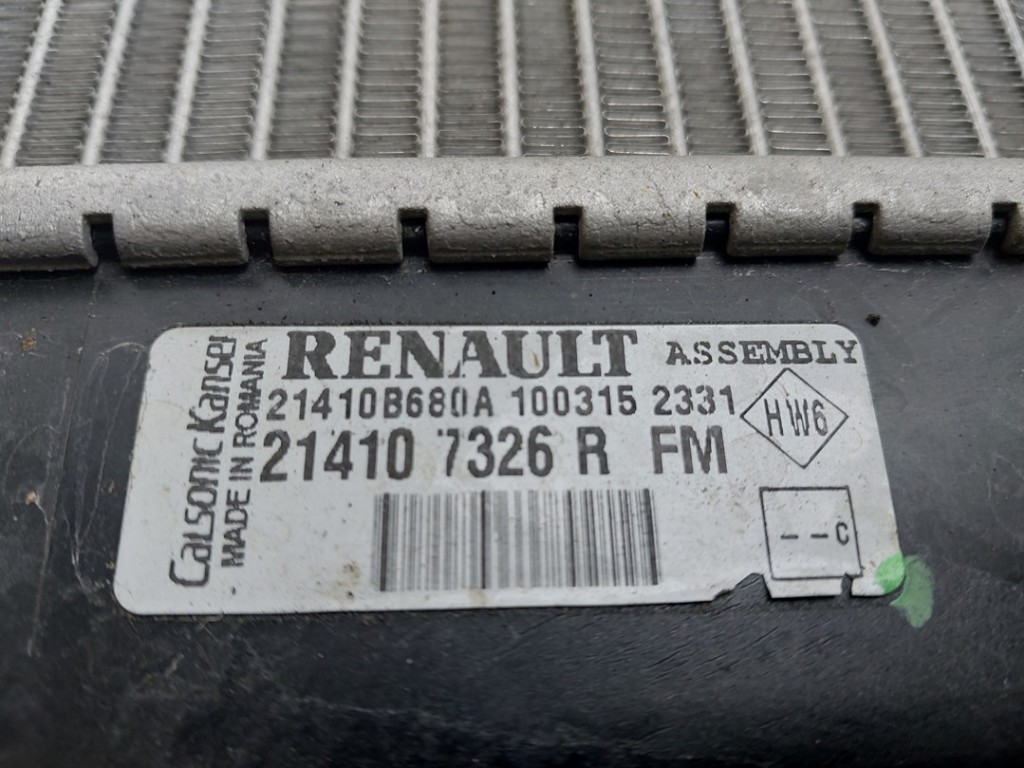 RENAULT ASSEMBLY
21410B680A 100315 2331
21410 7326 R FM
HW6
--C
Calsonic Kansei
MADE IN ROMANIA